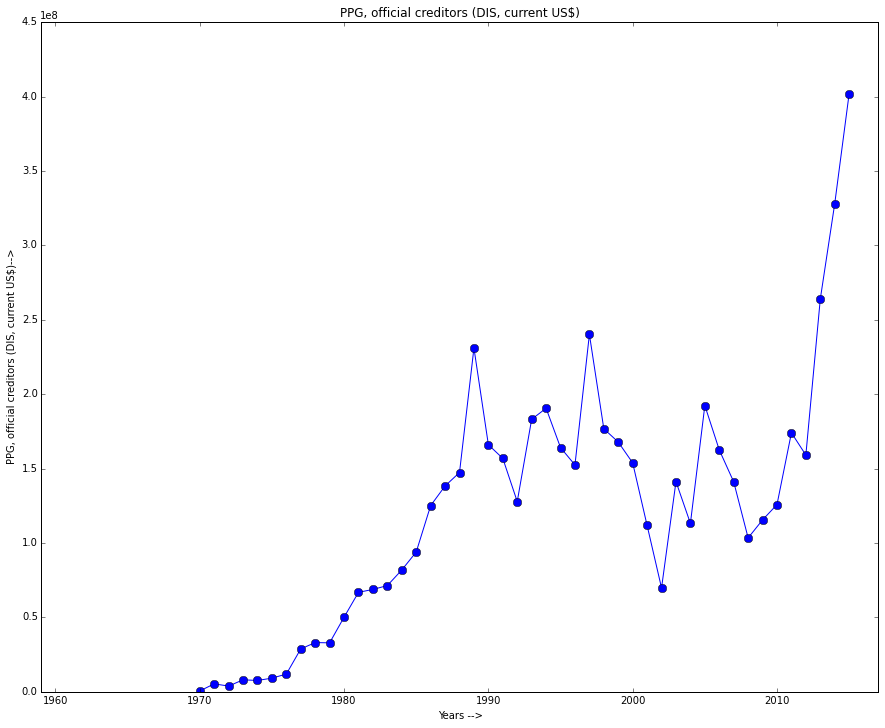 PPG, official creditors (DIS, current US$)
1e8
4.5
4.0
3.5
3.0
2.5
2.0
1.5
1.0
0.5
0.0
PPG, official creditors (DIS, current US$)-->
1960 1970 1980 1990 2000 2010
Years -->